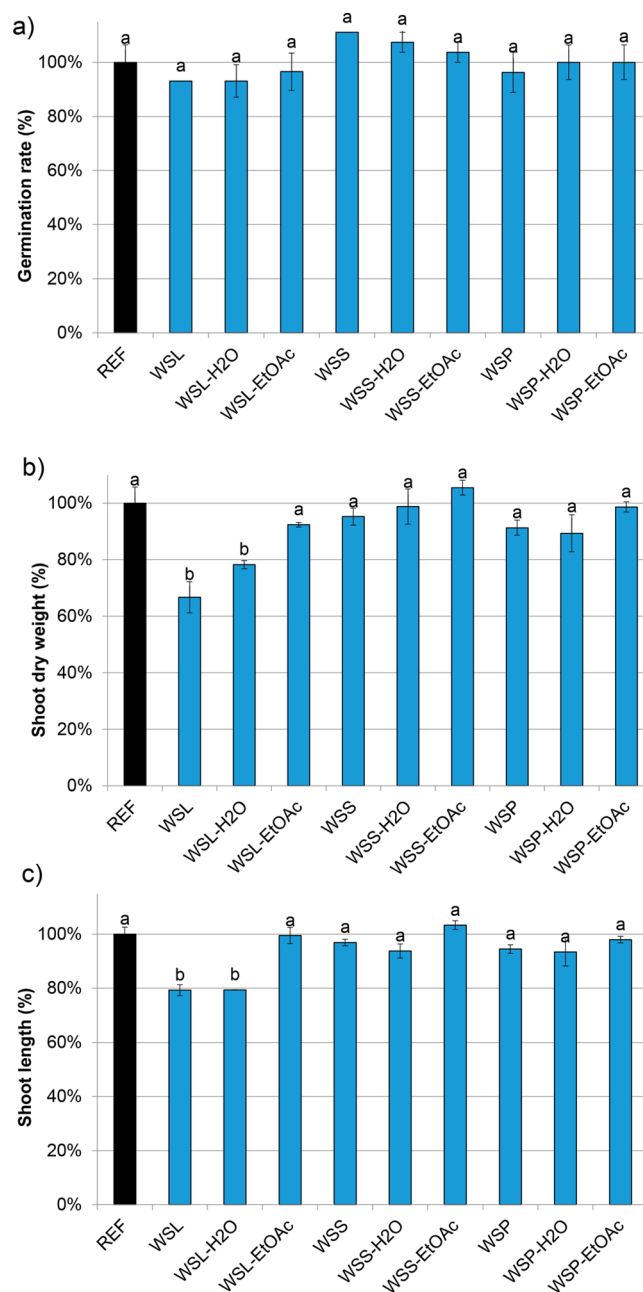 a)
Germination rate (%)
100%
80%
60%
40%
20%
0%
a a a a a a a a a a
REF WSL WSL-H2O WSL-EtOAc WSS WSS-H2O WSS-EtOAc WSP WSP-H2O WSP-EtOAc
b)
Shoot dry weight (%)
100%
80%
60%
40%
20%
0%
a b b a a a a a a a
REF WSL WSL-H2O WSL-EtOAc WSS WSS-H2O WSS-EtOAc WSP WSP-H2O WSP-EtOAc
c)
Shoot length (%)
100%
80%
60%
40%
20%
0%
a b b a a a a a a a
REF WSL WSL-H2O WSL-EtOAc WSS WSS-H2O WSS-EtOAc WSP WSP-H2O WSP-EtOAc